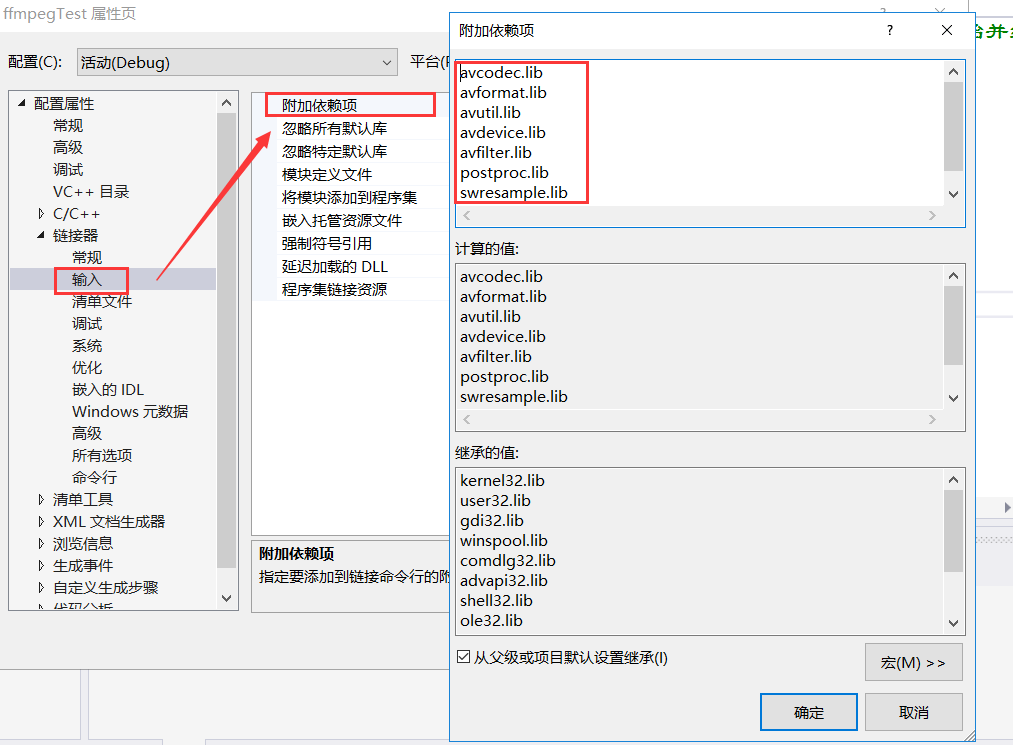 ffmpegTest 属性页
配置(C):
活动(Debug)
平台(
配置属性
常规
高级
调试
VC++ 目录
C/C++
链接器
常规
输入
清单文件
调试
系统
优化
嵌入的 IDL
Windows 元数据
高级
所有选项
命令行
清单工具
XML 文档生成器
浏览信息
生成事件
自定义生成步骤
代码分析
附加依赖项
忽略所有默认库
忽略特定默认库
模块定义文件
将模块添加到程序集
嵌入托管资源文件
强制符号引用
延迟加载的 DLL
程序集链接资源
附加依赖项
指定要添加到链接命令行的附
附加依赖项
?
avcodec.lib
avformat.lib
avutil.lib
avdevice.lib
avfilter.lib
postproc.lib
swresample.lib
计算的值:
avcodec.lib
avformat.lib
avutil.lib
avdevice.lib
avfilter.lib
postproc.lib
swresample.lib
继承的值:
kernel32.lib
user32.lib
gdi32.lib
winspool.lib
comdlg32.lib
advapi32.lib
shell32.lib
ole32.lib
从父级或项目默认设置继承(I)
宏(M) >>
确定
取消